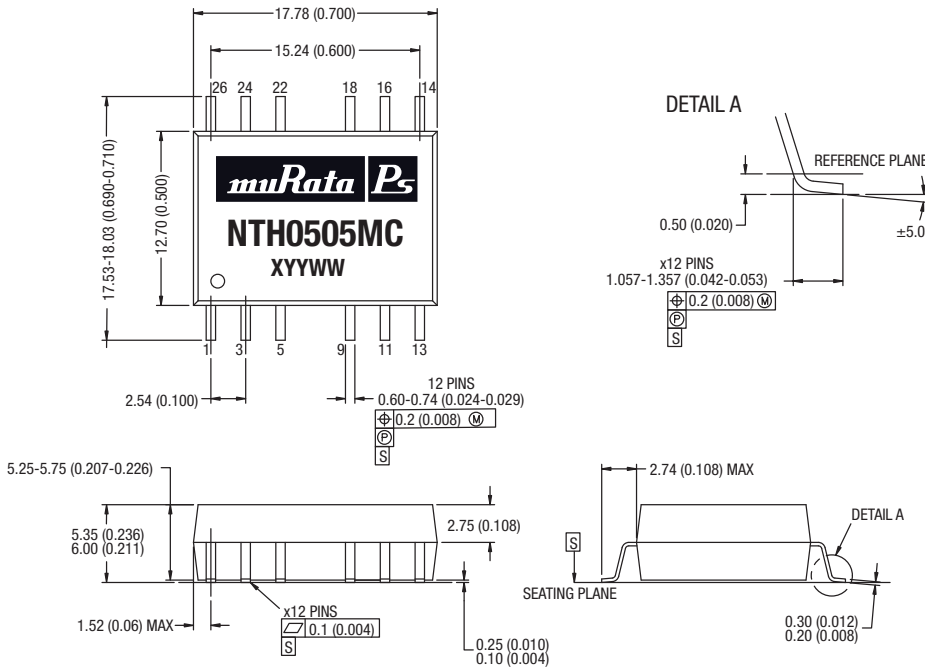 17.78 (0.700)
15.24 (0.600)
26 24 22 18 16 14
17.53-18.03 (0.690-0.710)
12.70 (0.500)
muRata Ps
NTH0505MC
XYYWW
1 3 5 9 11 13
2.54 (0.100)
12 PINS
0.60-0.74 (0.024-0.029)
⌖ 0.2 (0.008) Ⓜ
Ⓟ
S
DETAIL A
REFERENCE PLANE
0.50 (0.020)
±5.0
x12 PINS
1.057-1.357 (0.042-0.053)
⌖ 0.2 (0.008) Ⓜ
Ⓟ
S
5.25-5.75 (0.207-0.226)
5.35 (0.236)
6.00 (0.211)
2.75 (0.108)
1.52 (0.06) MAX
x12 PINS
⏥ 0.1 (0.004)
S
0.25 (0.010)
0.10 (0.004)
2.74 (0.108) MAX
DETAIL A
S
SEATING PLANE
0.30 (0.012)
0.20 (0.008)